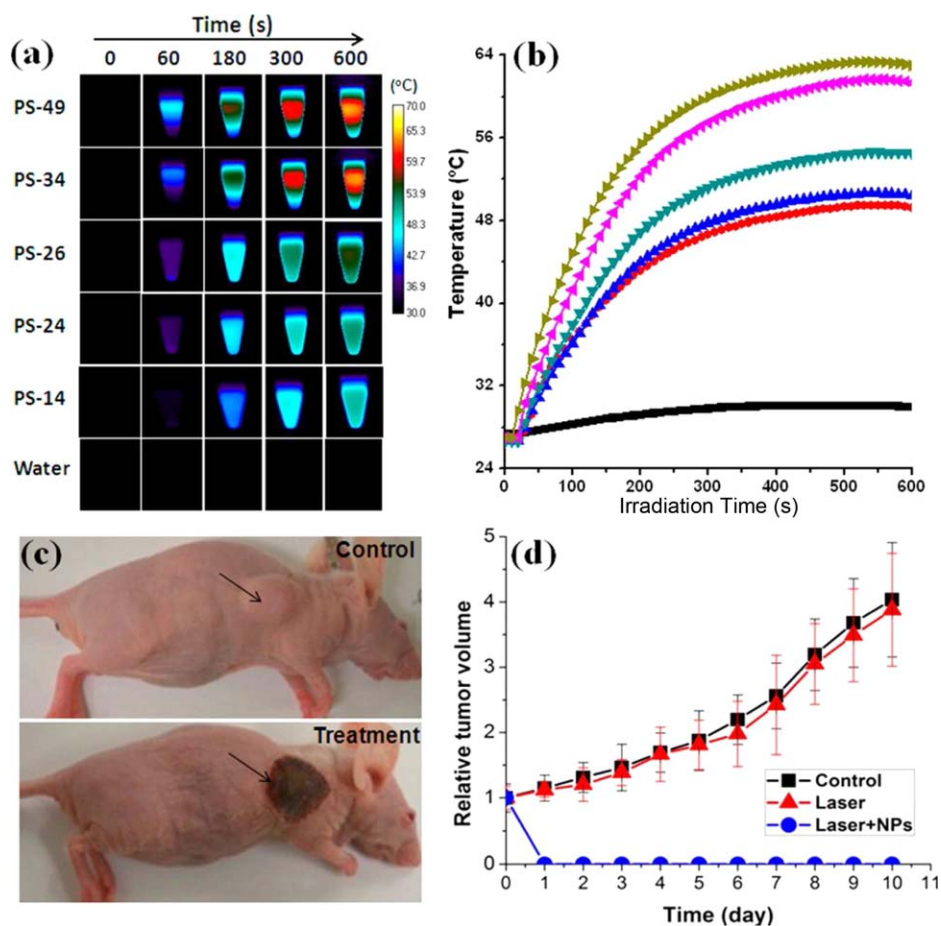 (a)
Time (s)
0 60 180 300 600
PS-49
PS-34
PS-26
PS-24
PS-14
Water
(°C)
70.0
65.3
59.7
53.9
48.3
42.7
36.9
30.0
(b)
Temperature (°C)
64
56
48
40
32
24
0 100 200 300 400 500 600
Irradiation Time (s)
(c)
Control
Treatment
(d)
Relative tumor volume
5
4
3
2
1
0
Control
Laser
Laser+NPs
0 1 2 3 4 5 6 7 8 9 10 11
Time (day)